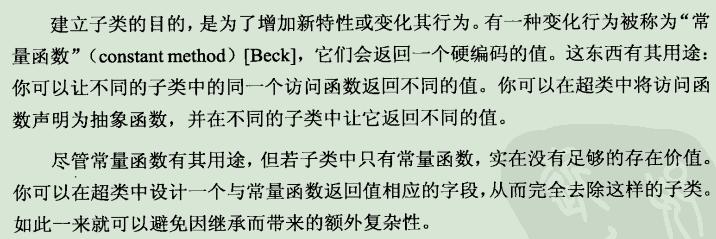 建立子类的目的，是为了增加新特性或变化其行为。有一种变化行为被称为“常
量函数”（constant method）[Beck]，它们会返回一个硬编码的值。这东西有其用途：
你可以让不同的子类中的同一个访问函数返回不同的值。你可以在超类中将访问函
数声明为抽象函数，并在不同的子类中让它返回不同的值。
尽管常量函数有其用途，但若子类中只有常量函数，实在没有足够的存在价值。
你可以在超类中设计一个与常量函数返回值相应的字段，从而完全去除这样的子类。
如此一来就可以避免因继承而带来的额外复杂性。